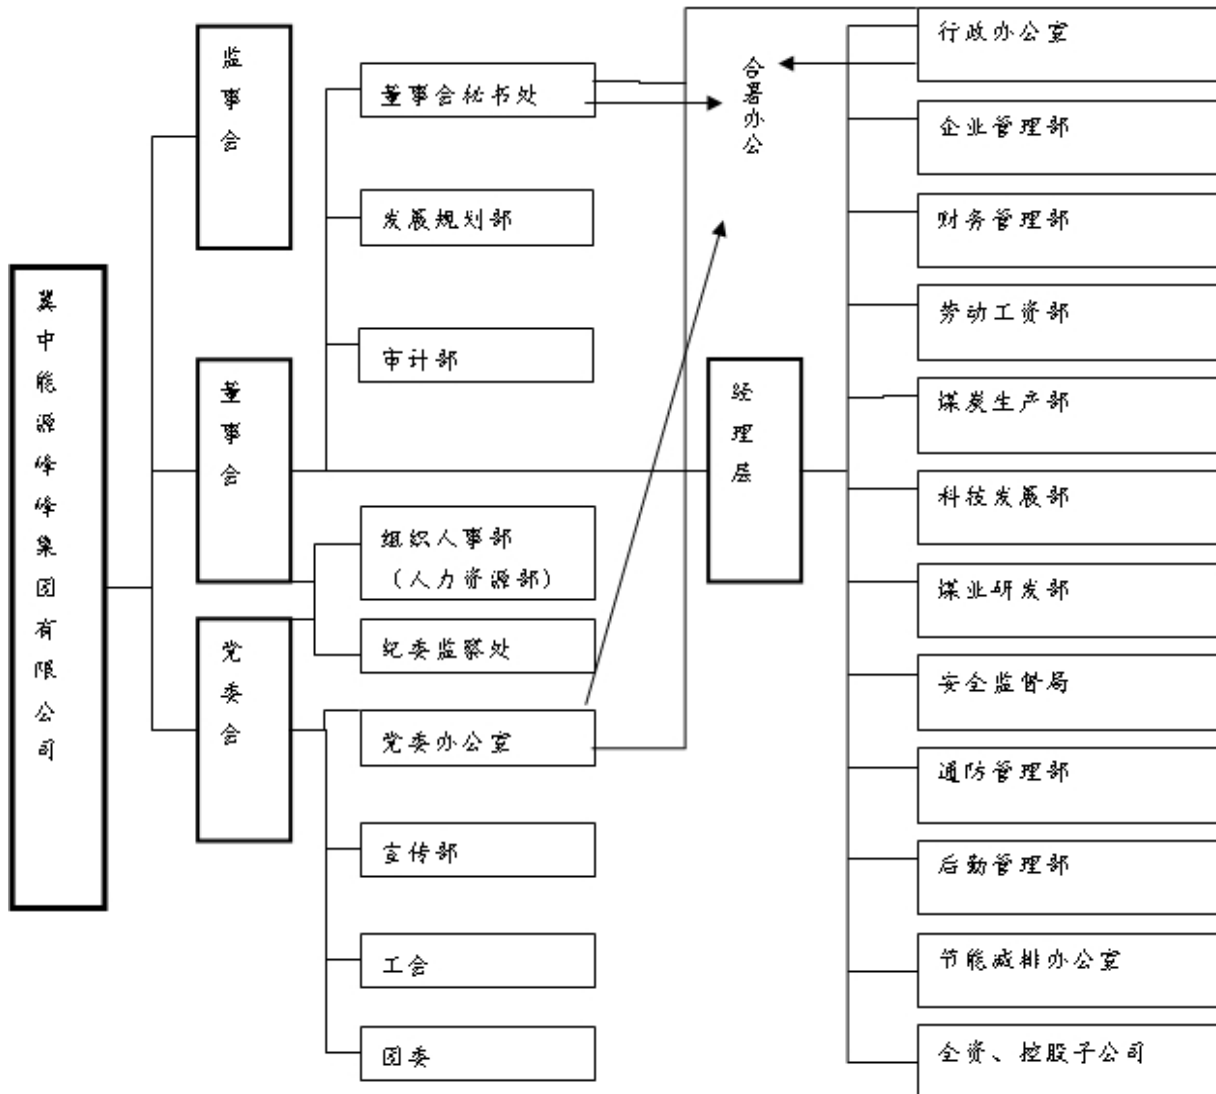 冀中能源峰峰集团有限公司
监事会
董事会
党委会
董事会秘书处
发展规划部
审计部
组织人事部
（人力资源部）
纪委监察处
党委办公室
宣传部
工会
团委
合署办公
经理层
行政办公室
企业管理部
财务管理部
劳动工资部
煤炭生产部
科技发展部
煤业研发部
安全监督局
通防管理部
后勤管理部
节能减排办公室
全资、控股子公司